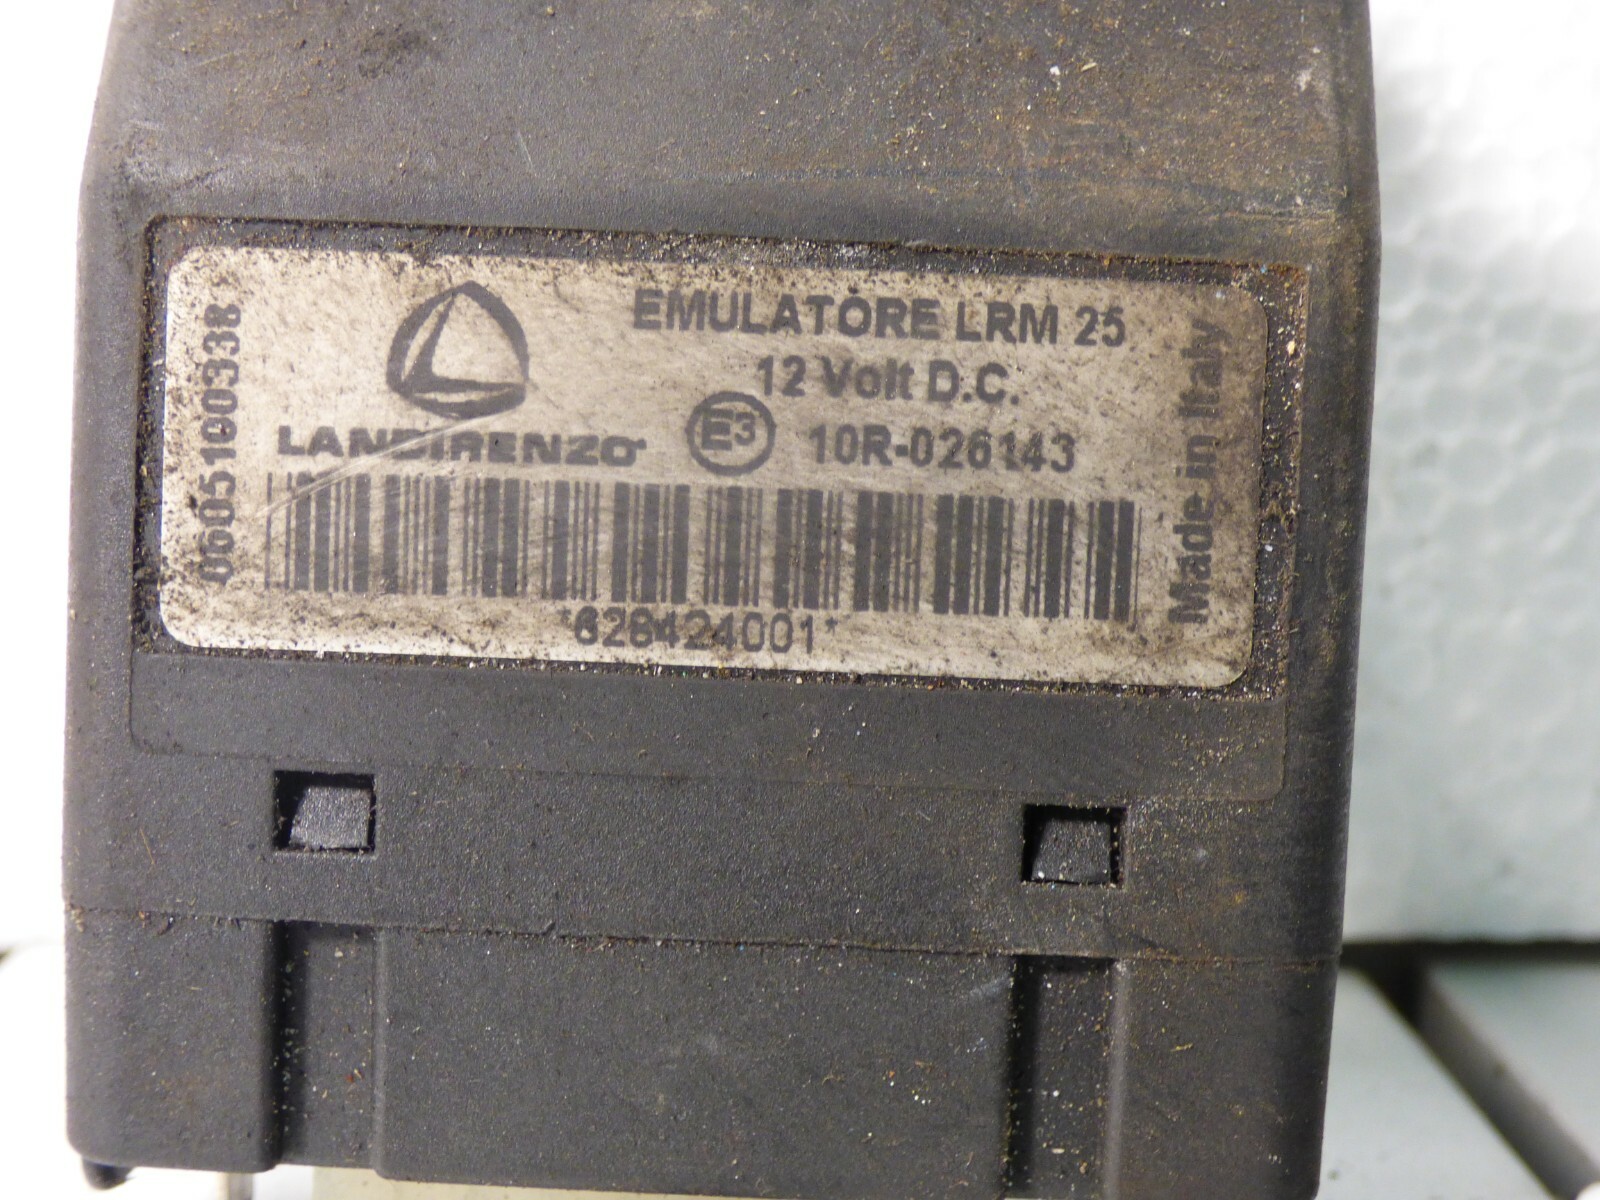 EMULATORE LRM 25
12 Volt D.C.
LANDIRENZO
E3 10R-026143
*628424001*
0605100338
Made in Italy